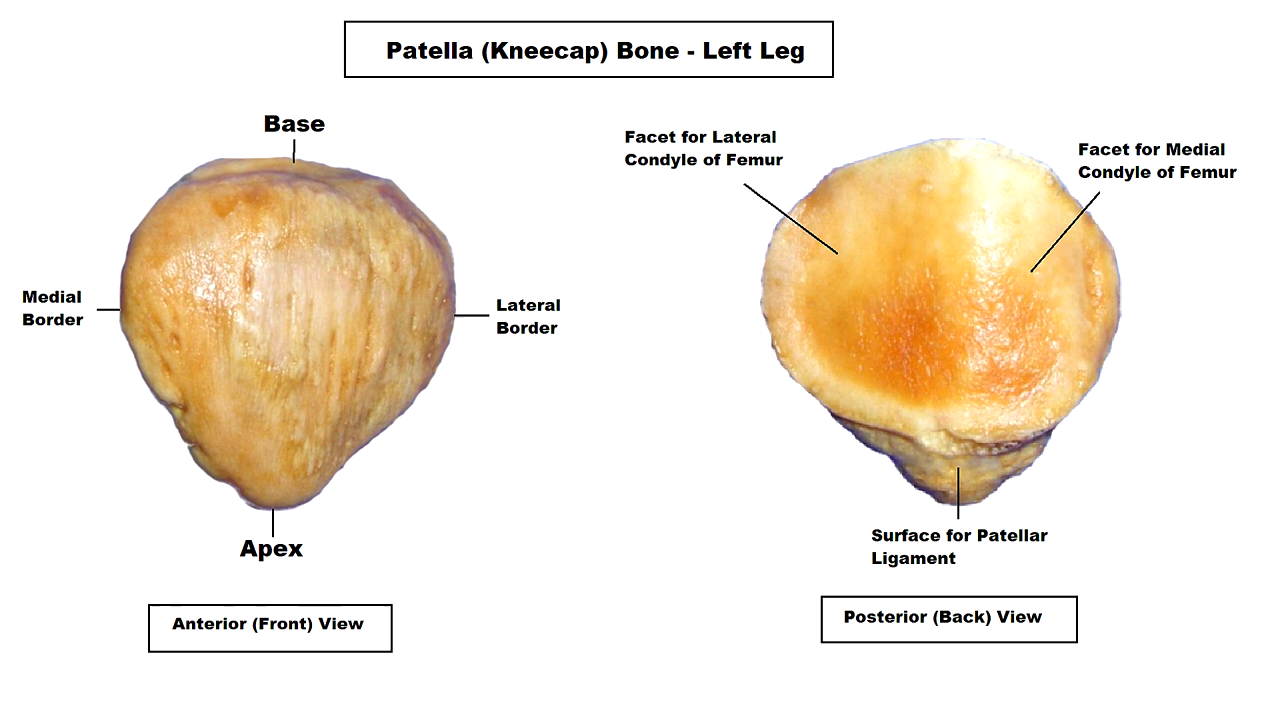 Patella (Kneecap) Bone - Left Leg
Base
Medial
Border
Lateral
Border
Apex
Anterior (Front) View
Facet for Lateral
Condyle of Femur
Facet for Medial
Condyle of Femur
Surface for Patellar
Ligament
Posterior (Back) View